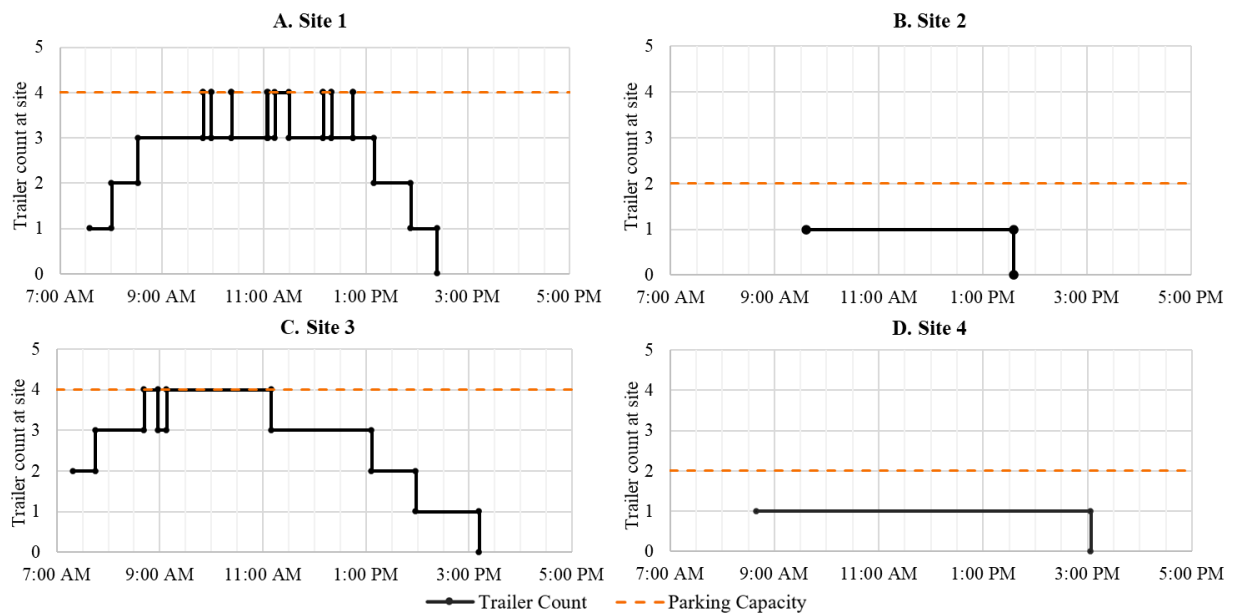 A. Site 1
Trailer count at site
5
4
3
2
1
0
7:00 AM 9:00 AM 11:00 AM 1:00 PM 3:00 PM 5:00 PM
B. Site 2
Trailer count at site
5
4
3
2
1
0
7:00 AM 9:00 AM 11:00 AM 1:00 PM 3:00 PM 5:00 PM
C. Site 3
Trailer count at site
5
4
3
2
1
0
7:00 AM 9:00 AM 11:00 AM 1:00 PM 3:00 PM 5:00 PM
D. Site 4
Trailer count at site
5
4
3
2
1
0
7:00 AM 9:00 AM 11:00 AM 1:00 PM 3:00 PM 5:00 PM
Trailer Count Parking Capacity